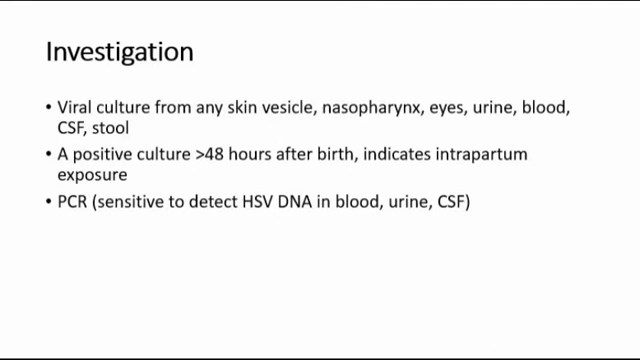 Investigation
• Viral culture from any skin vesicle, nasopharynx, eyes, urine, blood,
CSF, stool
• A positive culture >48 hours after birth, indicates intrapartum
exposure
• PCR (sensitive to detect HSV DNA in blood, urine, CSF)